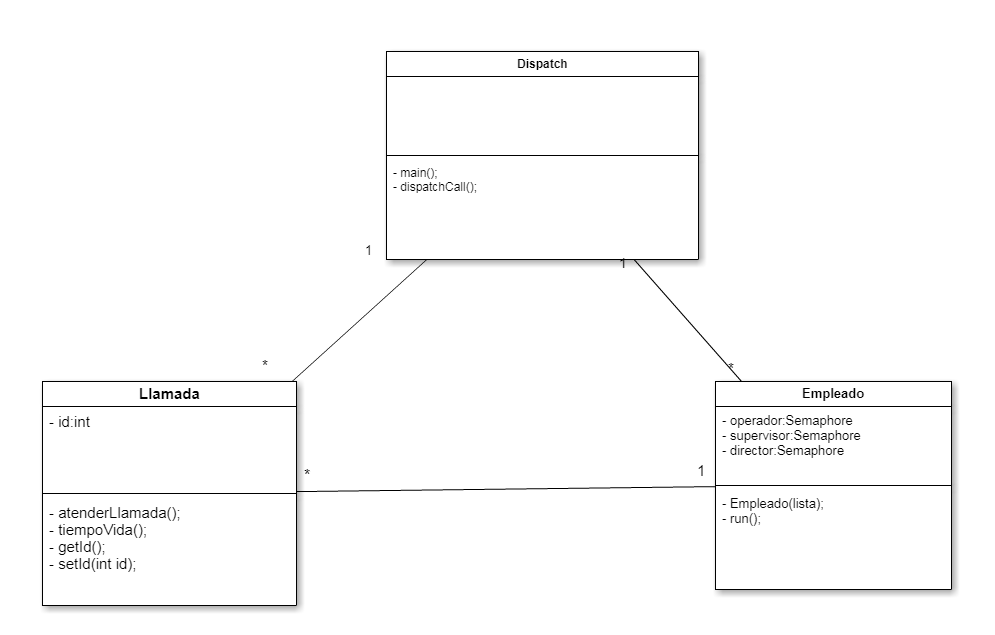 Dispatch
- main();
- dispatchCall();
1
1
*
*
Llamada
- id:int
- atenderLlamada();
- tiempoVida();
- getId();
- setId(int id);
*
1
Empleado
- operador:Semaphore
- supervisor:Semaphore
- director:Semaphore
- Empleado(lista);
- run();